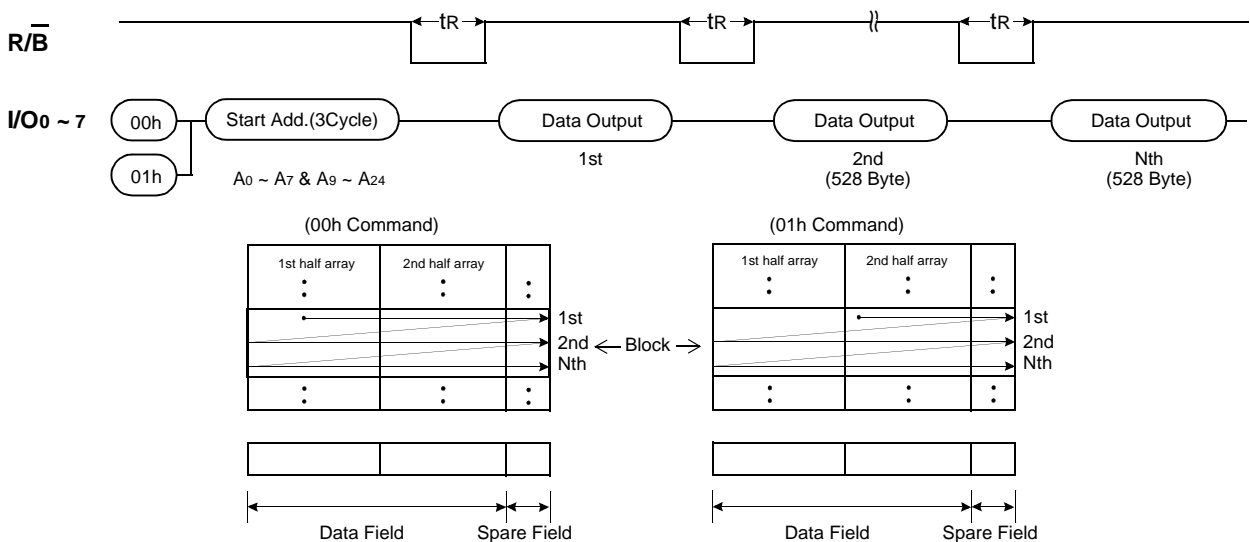 tR tR tR
R/B
I/O0 ~ 7 00h Start Add.(3Cycle) Data Output Data Output Data Output
1st 2nd Nth
(528 Byte) (528 Byte)
01h A0 ~ A7 & A9 ~ A24
(00h Command) (01h Command)
1st half array 2nd half array 1st half array 2nd half array
1st 1st
2nd Block 2nd
Nth Nth
Data Field Spare Field Data Field Spare Field